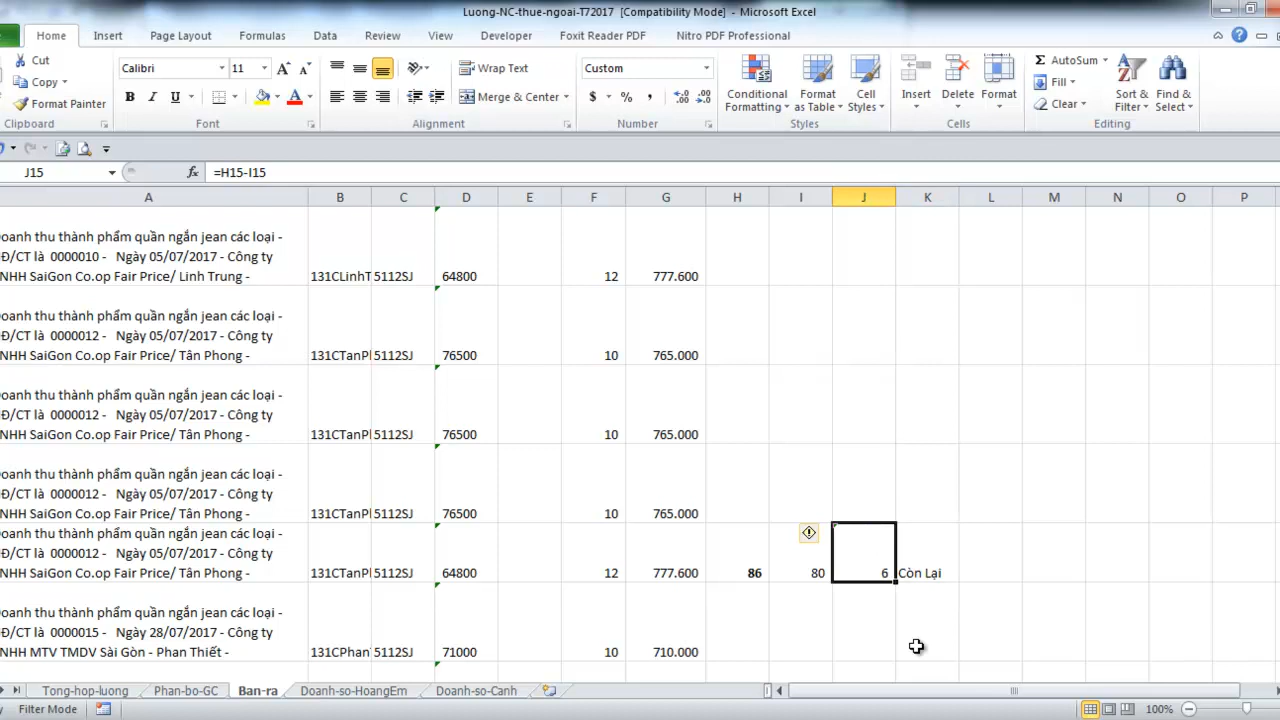 Luong-NC-thue-ngoai-T72017 [Compatibility Mode] - Microsoft Excel
Home Insert Page Layout Formulas Data Review View Developer Foxit Reader PDF Nitro PDF Professional
Cut
Copy
Format Painter
Clipboard
Calibri 11
B I U
Font
Wrap Text
Merge & Center
Alignment
Custom
$ % ,
Number
Conditional Formatting
Format as Table
Cell Styles
Styles
Insert Delete Format
Cells
AutoSum
Fill
Clear
Sort & Filter
Find & Select
Editing
J15 fx =H15-I15
A B C D E F G H I J K L M N O P
oanh thu thành phẩm quần ngắn jean các loại -
Đ/CT là 0000010 - Ngày 05/07/2017 - Công ty
NHH SaiGon Co.op Fair Price/ Linh Trung - 131CLinhT 5112SJ 64800 12 777.600
oanh thu thành phẩm quần ngắn jean các loại -
Đ/CT là 0000012 - Ngày 05/07/2017 - Công ty
NHH SaiGon Co.op Fair Price/ Tân Phong - 131CTanPl 5112SJ 76500 10 765.000
oanh thu thành phẩm quần ngắn jean các loại -
Đ/CT là 0000012 - Ngày 05/07/2017 - Công ty
NHH SaiGon Co.op Fair Price/ Tân Phong - 131CTanPl 5112SJ 76500 10 765.000
oanh thu thành phẩm quần ngắn jean các loại -
Đ/CT là 0000012 - Ngày 05/07/2017 - Công ty
NHH SaiGon Co.op Fair Price/ Tân Phong - 131CTanPl 5112SJ 76500 10 765.000
oanh thu thành phẩm quần ngắn jean các loại -
Đ/CT là 0000012 - Ngày 05/07/2017 - Công ty
NHH SaiGon Co.op Fair Price/ Tân Phong - 131CTanPl 5112SJ 64800 12 777.600 86 80 6 Còn Lại
oanh thu thành phẩm quần ngắn jean các loại -
Đ/CT là 0000015 - Ngày 28/07/2017 - Công ty
NHH MTV TMDV Sài Gòn - Phan Thiết - 131CPhan 5112SJ 71000 10 710.000
Tong-hop-luong Phan-bo-GC Ban-ra Doanh-so-HoangEm Doanh-so-Canh
Filter Mode 100%